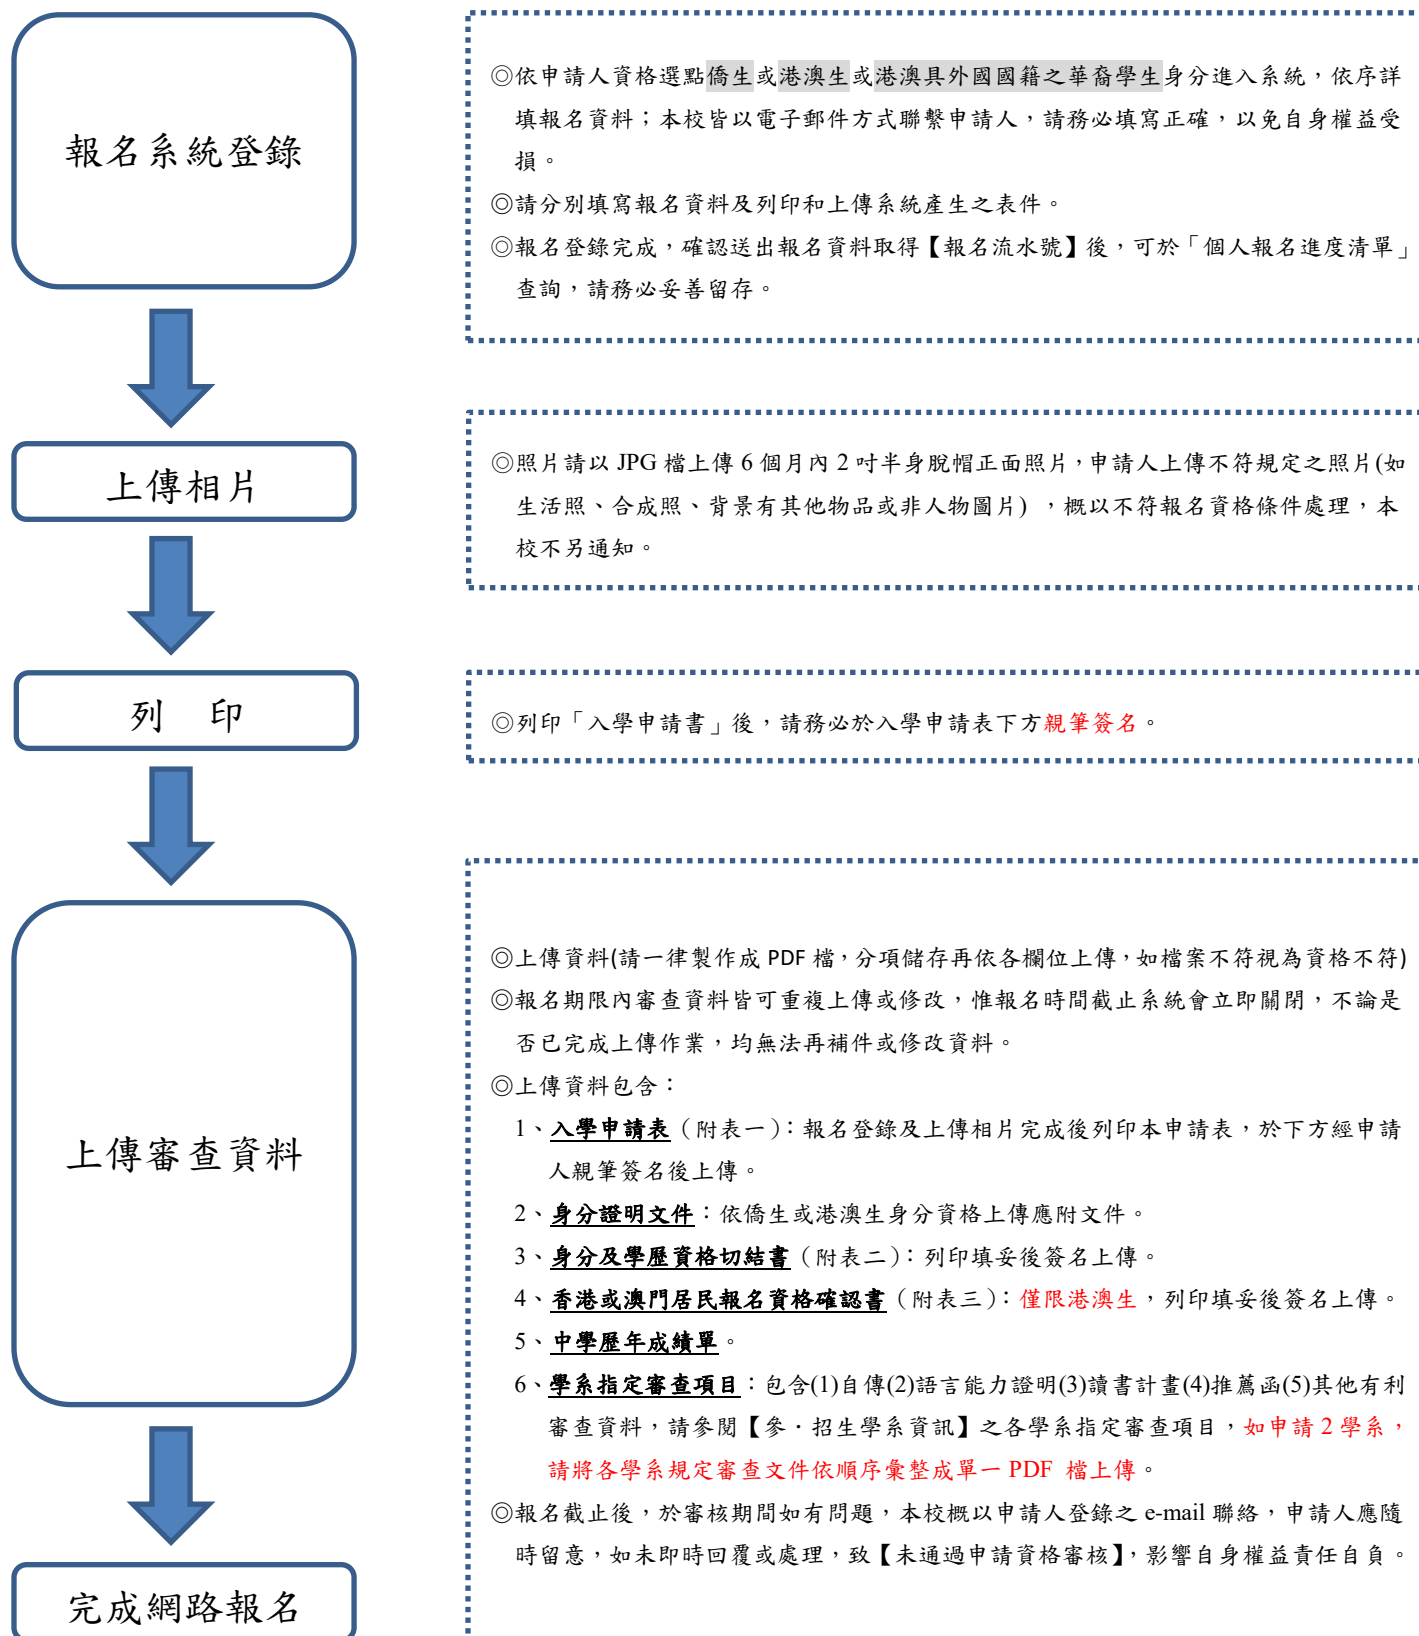 報名系統登錄
◎依申請人資格選點僑生或港澳生或港澳具外國國籍之華裔學生身分進入系統，依序詳
填報名資料；本校皆以電子郵件方式聯繫申請人，請務必填寫正確，以免自身權益受
損。
◎請分別填寫報名資料及列印和上傳系統產生之表件。
◎報名登錄完成，確認送出報名資料取得【報名流水號】後，可於「個人報名進度清單」
查詢，請務必妥善留存。
上傳相片
◎照片請以 JPG 檔上傳 6 個月內 2 吋半身脫帽正面照片，申請人上傳不符規定之照片(如
生活照、合成照、背景有其他物品或非人物圖片) ，概以不符報名資格條件處理，本
校不另通知。
列　印
◎列印「入學申請書」後，請務必於入學申請表下方親筆簽名。
上傳審查資料
◎上傳資料(請一律製作成 PDF 檔，分項儲存再依各欄位上傳，如檔案不符視為資格不符)
◎報名期限內審查資料皆可重複上傳或修改，惟報名時間截止系統會立即關閉，不論是
否已完成上傳作業，均無法再補件或修改資料。
◎上傳資料包含：
1、入學申請表（附表一）：報名登錄及上傳相片完成後列印本申請表，於下方經申請
人親筆簽名後上傳。
2、身分證明文件：依僑生或港澳生身分資格上傳應附文件。
3、身分及學歷資格切結書（附表二）：列印填妥後簽名上傳。
4、香港或澳門居民報名資格確認書（附表三）：僅限港澳生，列印填妥後簽名上傳。
5、中學歷年成績單。
6、學系指定審查項目：包含(1)自傳(2)語言能力證明(3)讀書計畫(4)推薦函(5)其他有利
審查資料，請參閱【參．招生學系資訊】之各學系指定審查項目，如申請 2 學系，
請將各學系規定審查文件依順序彙整成單一 PDF 檔上傳。
◎報名截止後，於審核期間如有問題，本校概以申請人登錄之 e-mail 聯絡，申請人應隨
時留意，如未即時回覆或處理，致【未通過申請資格審核】，影響自身權益責任自負。
完成網路報名